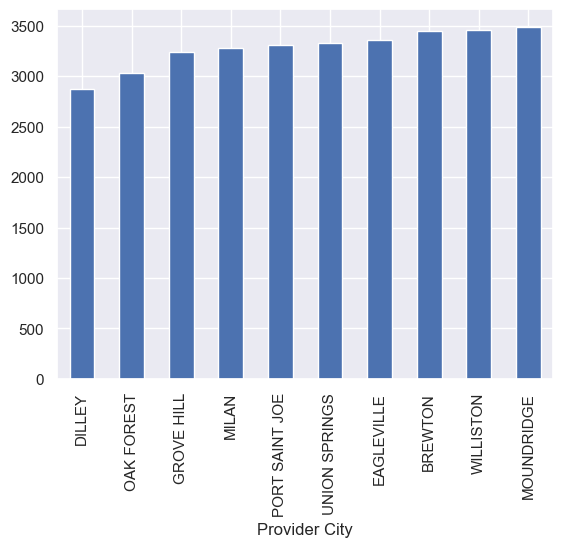 3500
3000
2500
2000
1500
1000
500
0
DILLEY
OAK FOREST
GROVE HILL
MILAN
PORT SAINT JOE
UNION SPRINGS
EAGLEVILLE
BREWTON
WILLISTON
MOUNDRIDGE
Provider City